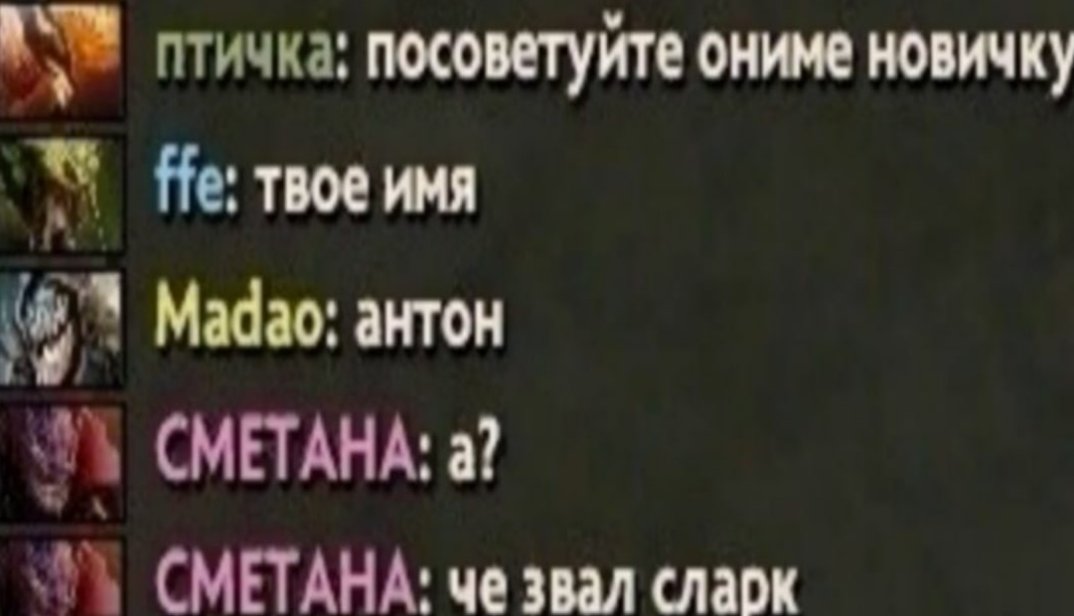 птичка: посоветуйте ониме новичку
ffe: твое имя
Madao: антон
СМЕТАНА: а?
СМЕТАНА: че звал сларк